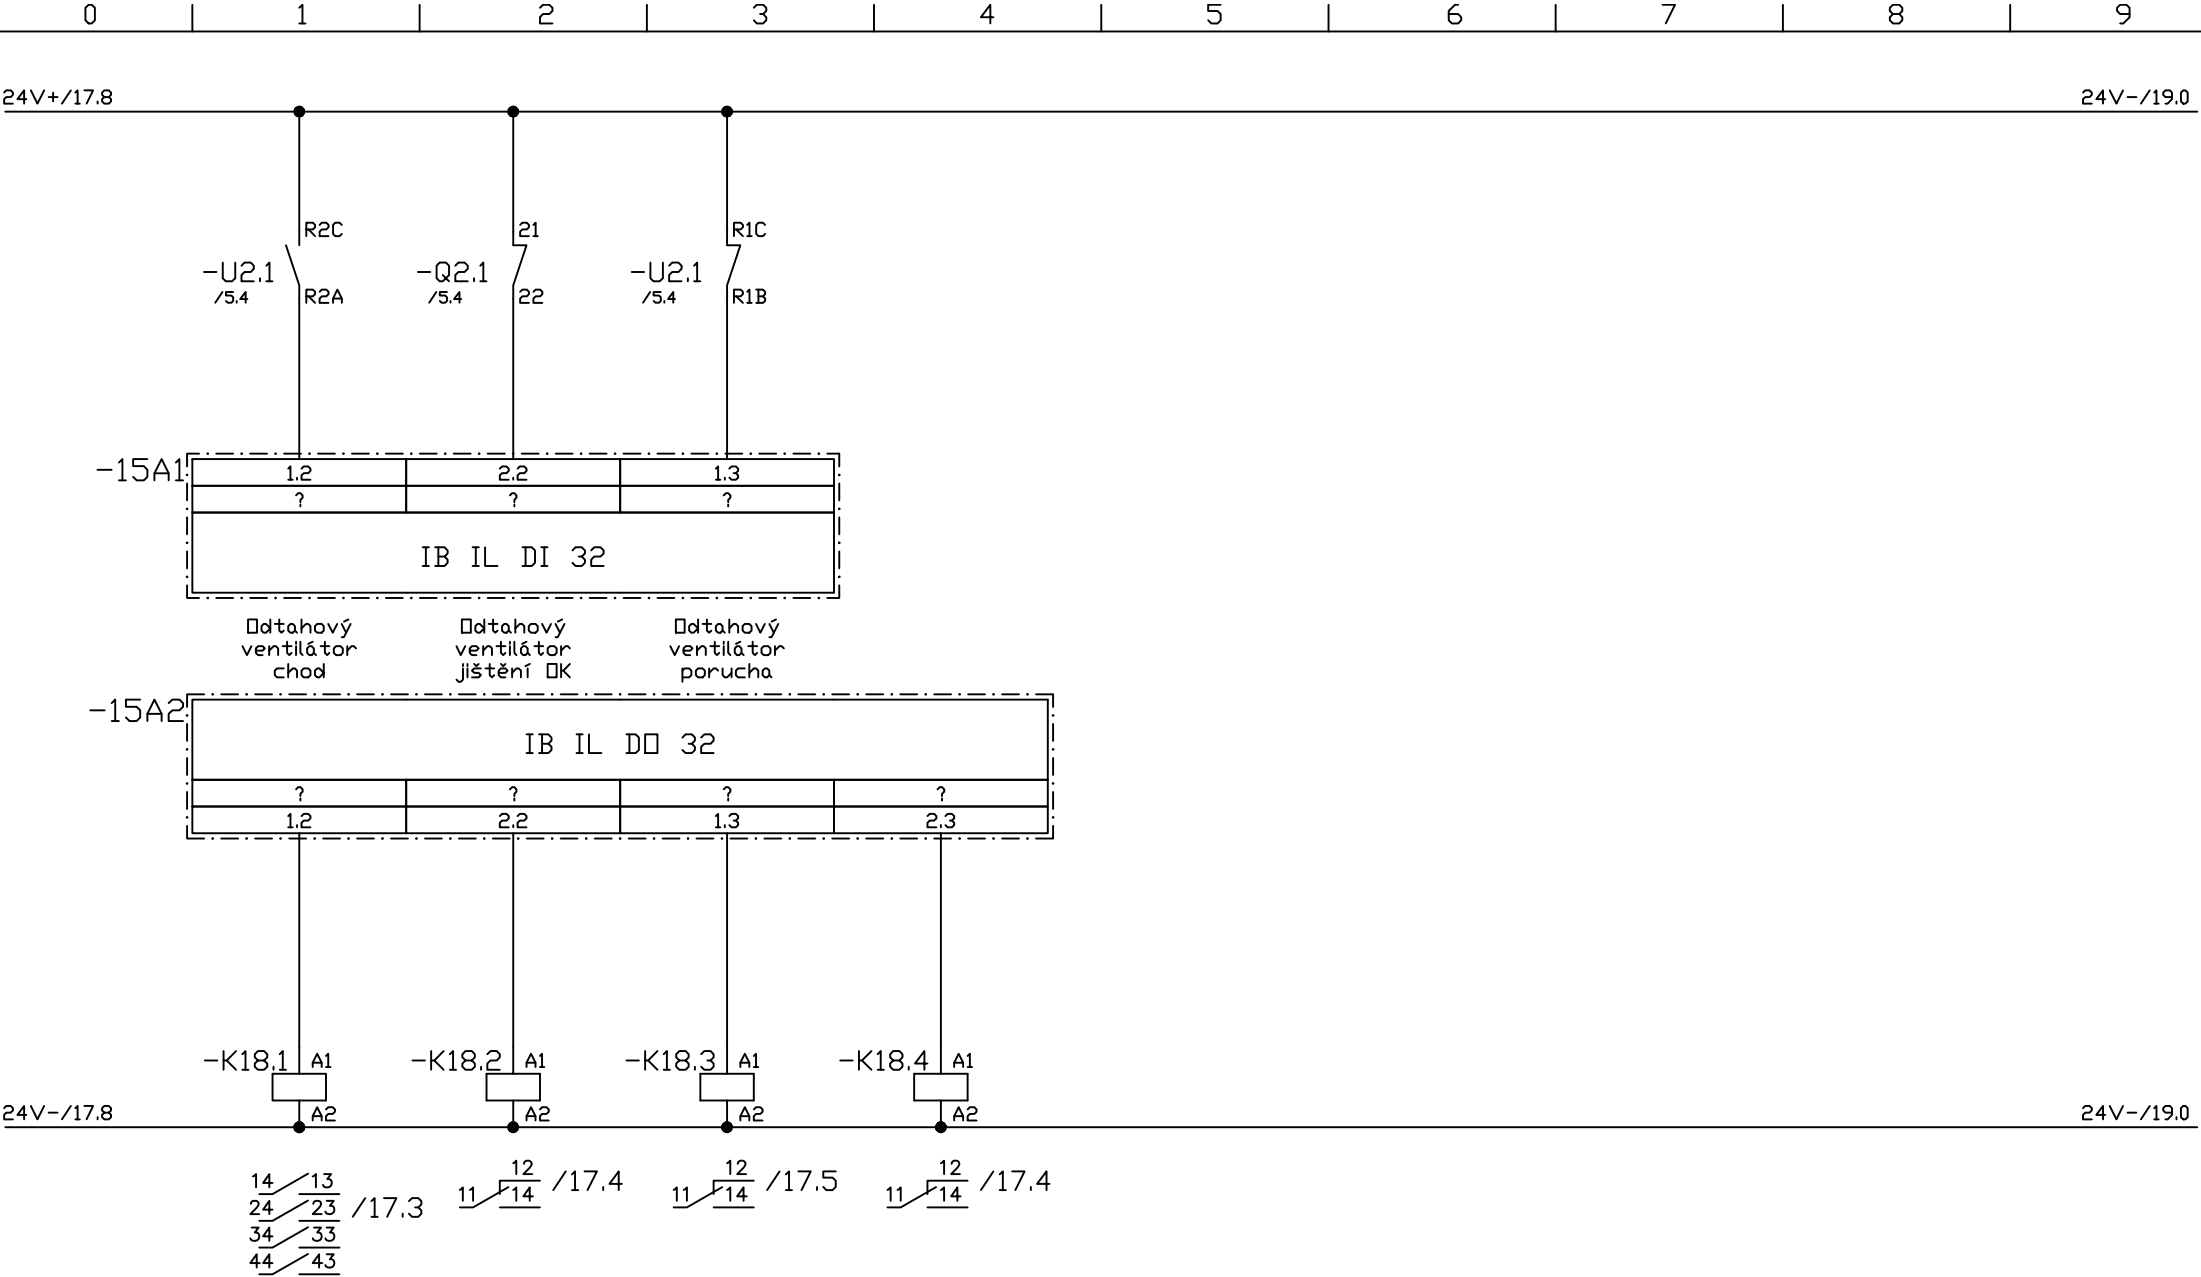 0 1 2 3 4 5 6 7 8 9
24V+/17.8 24V-/19.0
R2C 21 R1C
-U2.1 -Q2.1 -U2.1
/5.4 R2A /5.4 22 /5.4 R1B
-15A1 1.2 2.2 1.3
? ? ?
IB IL DI 32
Odtahový
ventilátor
chod
Odtahový
ventilátor
jištění OK
Odtahový
ventilátor
porucha
-15A2
IB IL DO 32
? ? ? ?
1.2 2.2 1.3 2.3
-K18.1 A1 -K18.2 A1 -K18.3 A1 -K18.4 A1
24V-/17.8 A2 A2 A2 A2 24V-/19.0
14 13
24 23 /17.3
34 33
44 43
12
11 14 /17.4
12
11 14 /17.5
12
11 14 /17.4